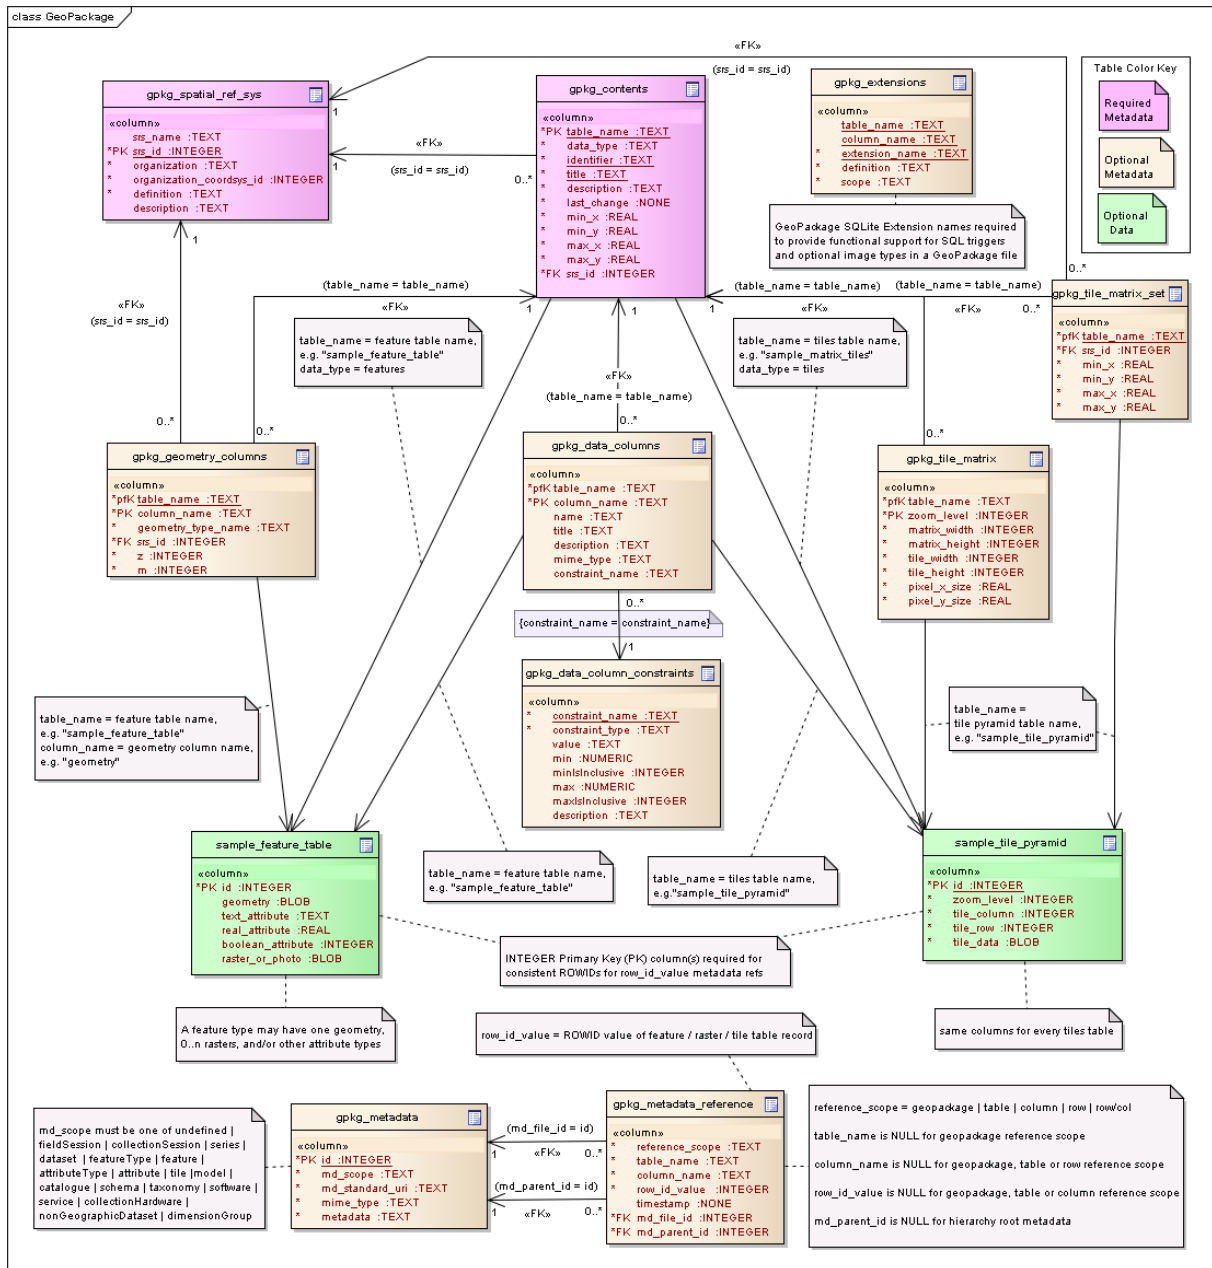 class GeoPackage
«FK»
(srs_id = srs_id)
1
Table Color Key
Required
Metadata
Optional
Metadata
Optional
Data
gpkg_spatial_ref_sys
«column»
srs_name :TEXT
*PK srs_id :INTEGER
* organization :TEXT
* organization_coordsys_id :INTEGER
* definition :TEXT
* description :TEXT
«FK»
1
(srs_id = srs_id)
0..*
gpkg_contents
«column»
*PK table_name :TEXT
* data_type :TEXT
* identifier :TEXT
* title :TEXT
* description :TEXT
* last_change :NONE
* min_x :REAL
* min_y :REAL
* max_x :REAL
* max_y :REAL
*FK srs_id :INTEGER
gpkg_extensions
«column»
table_name :TEXT
column_name :TEXT
* extension_name :TEXT
* definition :TEXT
* scope :TEXT
GeoPackage SQLite Extension names required
to provide functional support for SQL triggers
and optional image types in a GeoPackage file
1
«FK»
(srs_id = srs_id)
0..*
(table_name = table_name)
1
«FK»
0..*
1
«FK»
(table_name = table_name)
0..*
(table_name = table_name)
1
«FK»
0..*
(table_name = table_name)
«FK»
0..*
0..*
gpkg_tile_matrix_set
«column»
*pfK table_name :TEXT
*FK srs_id :INTEGER
* min_x :REAL
* min_y :REAL
* max_x :REAL
* max_y :REAL
table_name = feature table name,
e.g. "sample_feature_table"
data_type = features
table_name = tiles table name,
e.g. "sample_matrix_tiles"
data_type = tiles
gpkg_geometry_columns
«column»
*pfK table_name :TEXT
*PK column_name :TEXT
* geometry_type_name :TEXT
*FK srs_id :INTEGER
* z :INTEGER
* m :INTEGER
gpkg_data_columns
«column»
*pfK table_name :TEXT
*PK column_name :TEXT
name :TEXT
title :TEXT
description :TEXT
mime_type :TEXT
constraint_name :TEXT
gpkg_tile_matrix
«column»
*pfK table_name :TEXT
*PK zoom_level :INTEGER
* matrix_width :INTEGER
* matrix_height :INTEGER
* tile_width :INTEGER
* tile_height :INTEGER
* pixel_x_size :REAL
* pixel_y_size :REAL
0..*
{constraint_name = constraint_name}
1
gpkg_data_column_constraints
«column»
* constraint_name :TEXT
* constraint_type :TEXT
value :TEXT
min :NUMERIC
minIsInclusive :INTEGER
max :NUMERIC
maxIsInclusive :INTEGER
description :TEXT
table_name = feature table name,
e.g. "sample_feature_table"
column_name = geometry column name,
e.g. "geometry"
table_name =
tile pyramid table name,
e.g. "sample_tile_pyramid"
sample_feature_table
«column»
*PK id :INTEGER
geometry :BLOB
text_attribute :TEXT
real_attribute :REAL
boolean_attribute :INTEGER
raster_or_photo :BLOB
table_name = feature table name,
e.g. "sample_feature_table"
table_name = tiles table name,
e.g."sample_tile_pyramid"
sample_tile_pyramid
«column»
*PK id :INTEGER
* zoom_level :INTEGER
* tile_column :INTEGER
* tile_row :INTEGER
* tile_data :BLOB
INTEGER Primary Key (PK) column(s) required for
consistent ROWIDs for row_id_value metadata refs
A feature type may have one geometry,
0..n rasters, and/or other attribute types
row_id_value = ROWID value of feature / raster / tile table record
same columns for every tiles table
md_scope must be one of undefined |
fieldSession | collectionSession | series |
dataset | featureType | feature |
attributeType | attribute | tile |model |
catalogue | schema | taxonomy | software |
service | collectionHardware |
nonGeographicDataset | dimensionGroup
gpkg_metadata
«column»
*PK id :INTEGER
* md_scope :TEXT
* md_standard_uri :TEXT
* mime_type :TEXT
* metadata :TEXT
(md_file_id = id)
1
«FK»
0..*
(md_parent_id = id)
1
«FK»
0..*
gpkg_metadata_reference
«column»
* reference_scope :TEXT
* table_name :TEXT
* column_name :TEXT
* row_id_value :INTEGER
timestamp :NONE
*FK md_file_id :INTEGER
*FK md_parent_id :INTEGER
reference_scope = geopackage | table | column | row | row/col
table_name is NULL for geopackage reference scope
column_name is NULL for geopackage, table or row reference scope
row_id_value is NULL for geopackage, table or column reference scope
md_parent_id is NULL for hierarchy root metadata